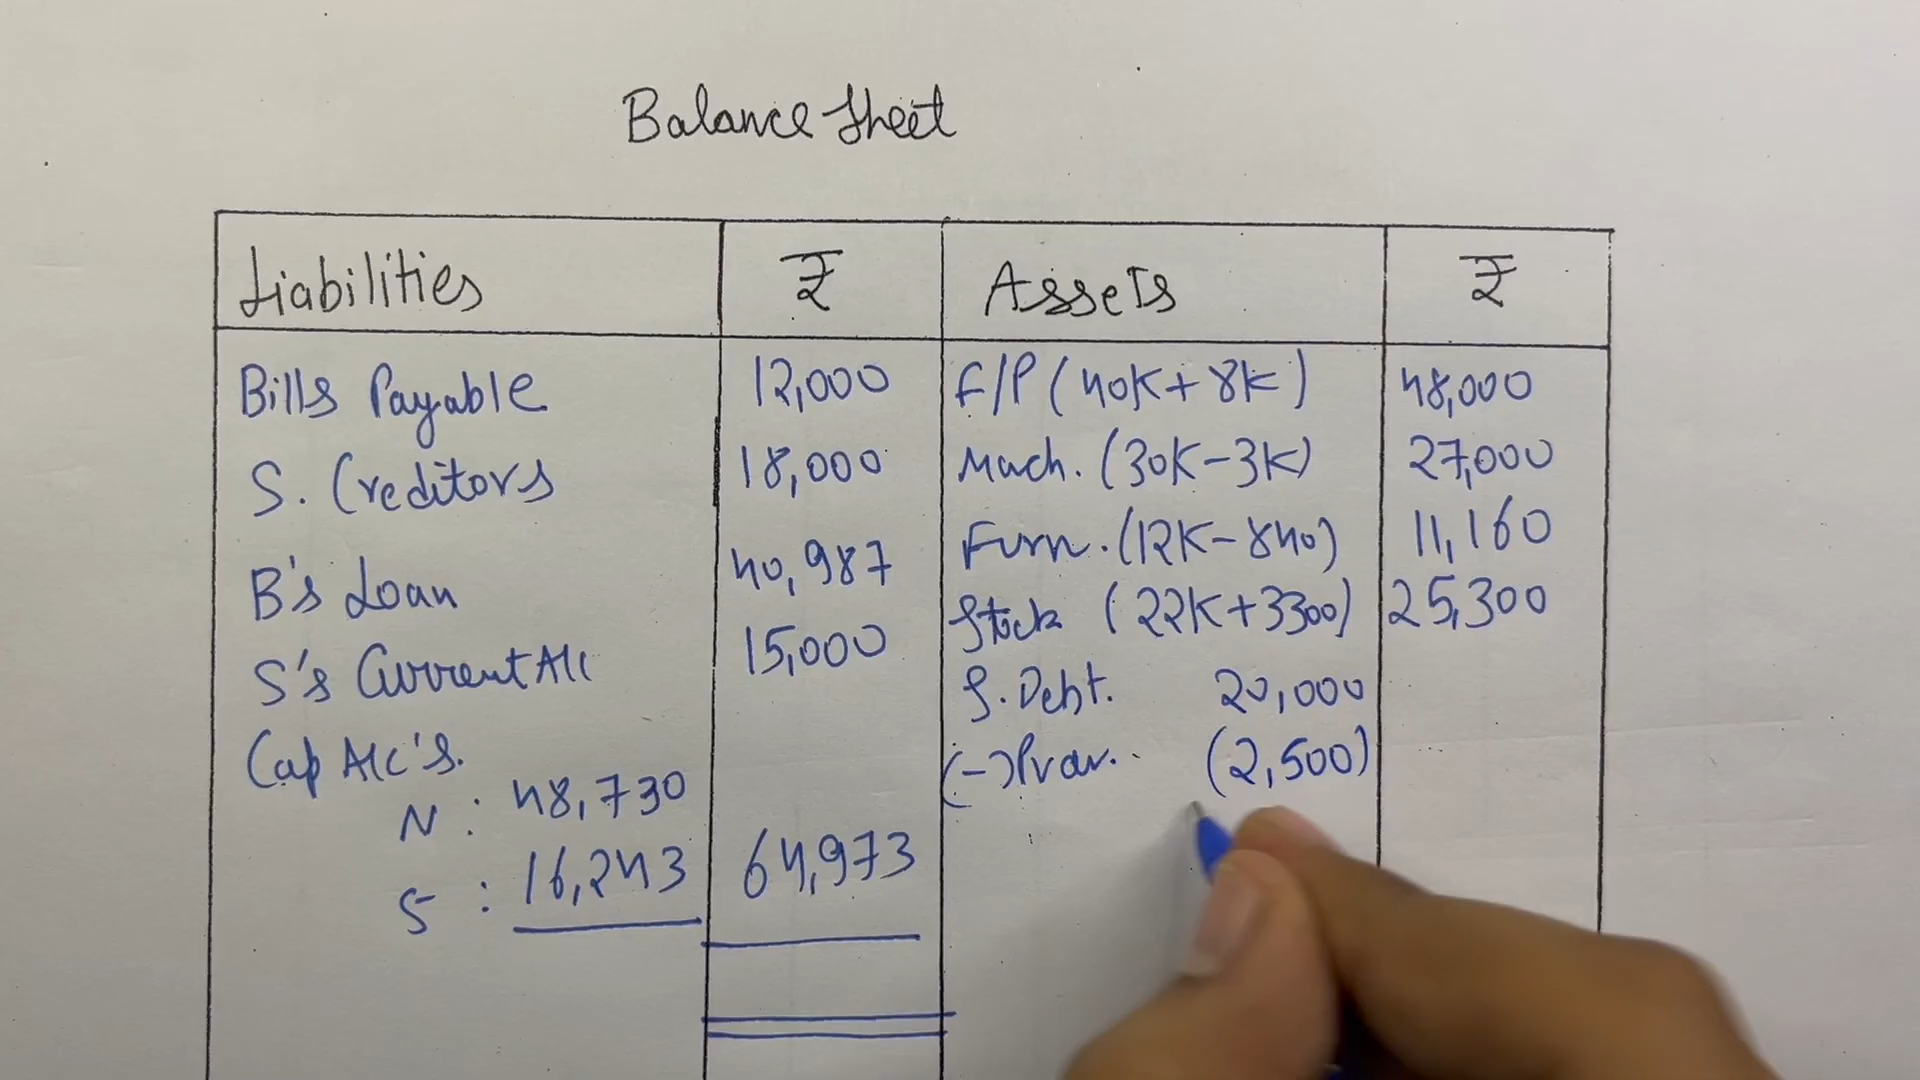 Balance Sheet
Liabilities ₹ Assets ₹
Bills Payable 12,000 F/P (40K+8K) 48,000
S. Creditors 18,000 Mach. (30K-3K) 27,000
B's Loan 40,987 Furn. (12K-840) 11,160
S's Current A/c 15,000 Stock (22K+3300) 25,300
Cap A/c's. S. Debt. 20,000
N : 48,730 (-) Prov.. (2,500)
S : 16,243 64,973